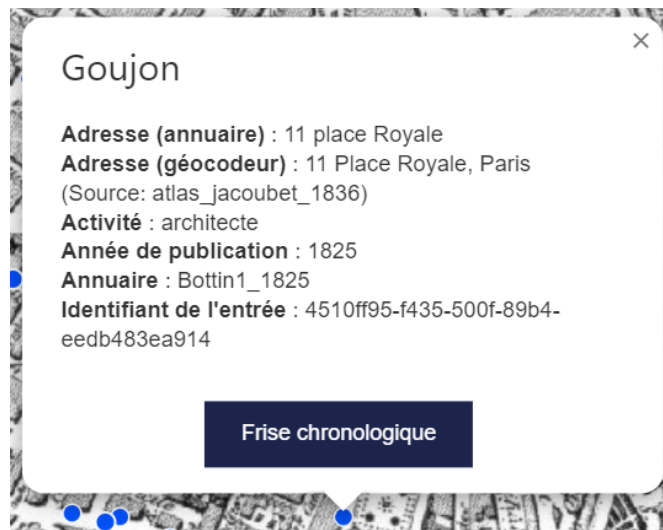 Goujon
Adresse (annuaire) : 11 place Royale
Adresse (géocodeur) : 11 Place Royale, Paris
(Source: atlas_jacoubet_1836)
Activité : architecte
Année de publication : 1825
Annuaire : Bottin1_1825
Identifiant de l'entrée : 4510ff95-f435-500f-89b4-
eedb483ea914
Frise chronologique